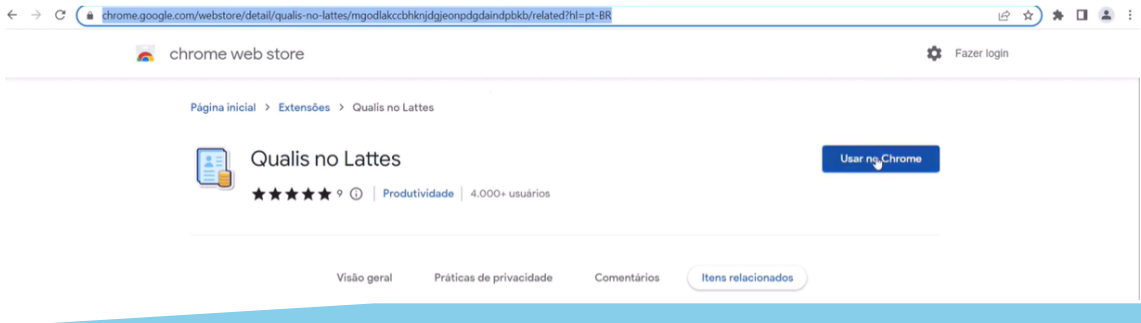 chrome.google.com/webstore/detail/qualis-no-lattes/mgodlakccbhknjdgjeonpdgdaindpbkb/related?hl=pt-BR
chrome web store
Fazer login
Página inicial > Extensões > Qualis no Lattes
Qualis no Lattes
Usar no Chrome
★★★★★ 9 | Produtividade | 4.000+ usuários
Visão geral Práticas de privacidade Comentários Itens relacionados